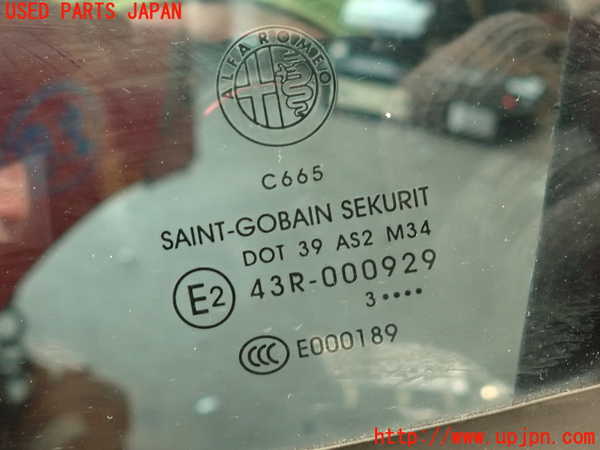 USED PARTS JAPAN
ALFA ROMEO
C665
SAINT-GOBAIN SEKURIT
DOT 39 AS2 M34
E2 43R-000929
3••••
CCC E000189
http://www.upjpn.com/